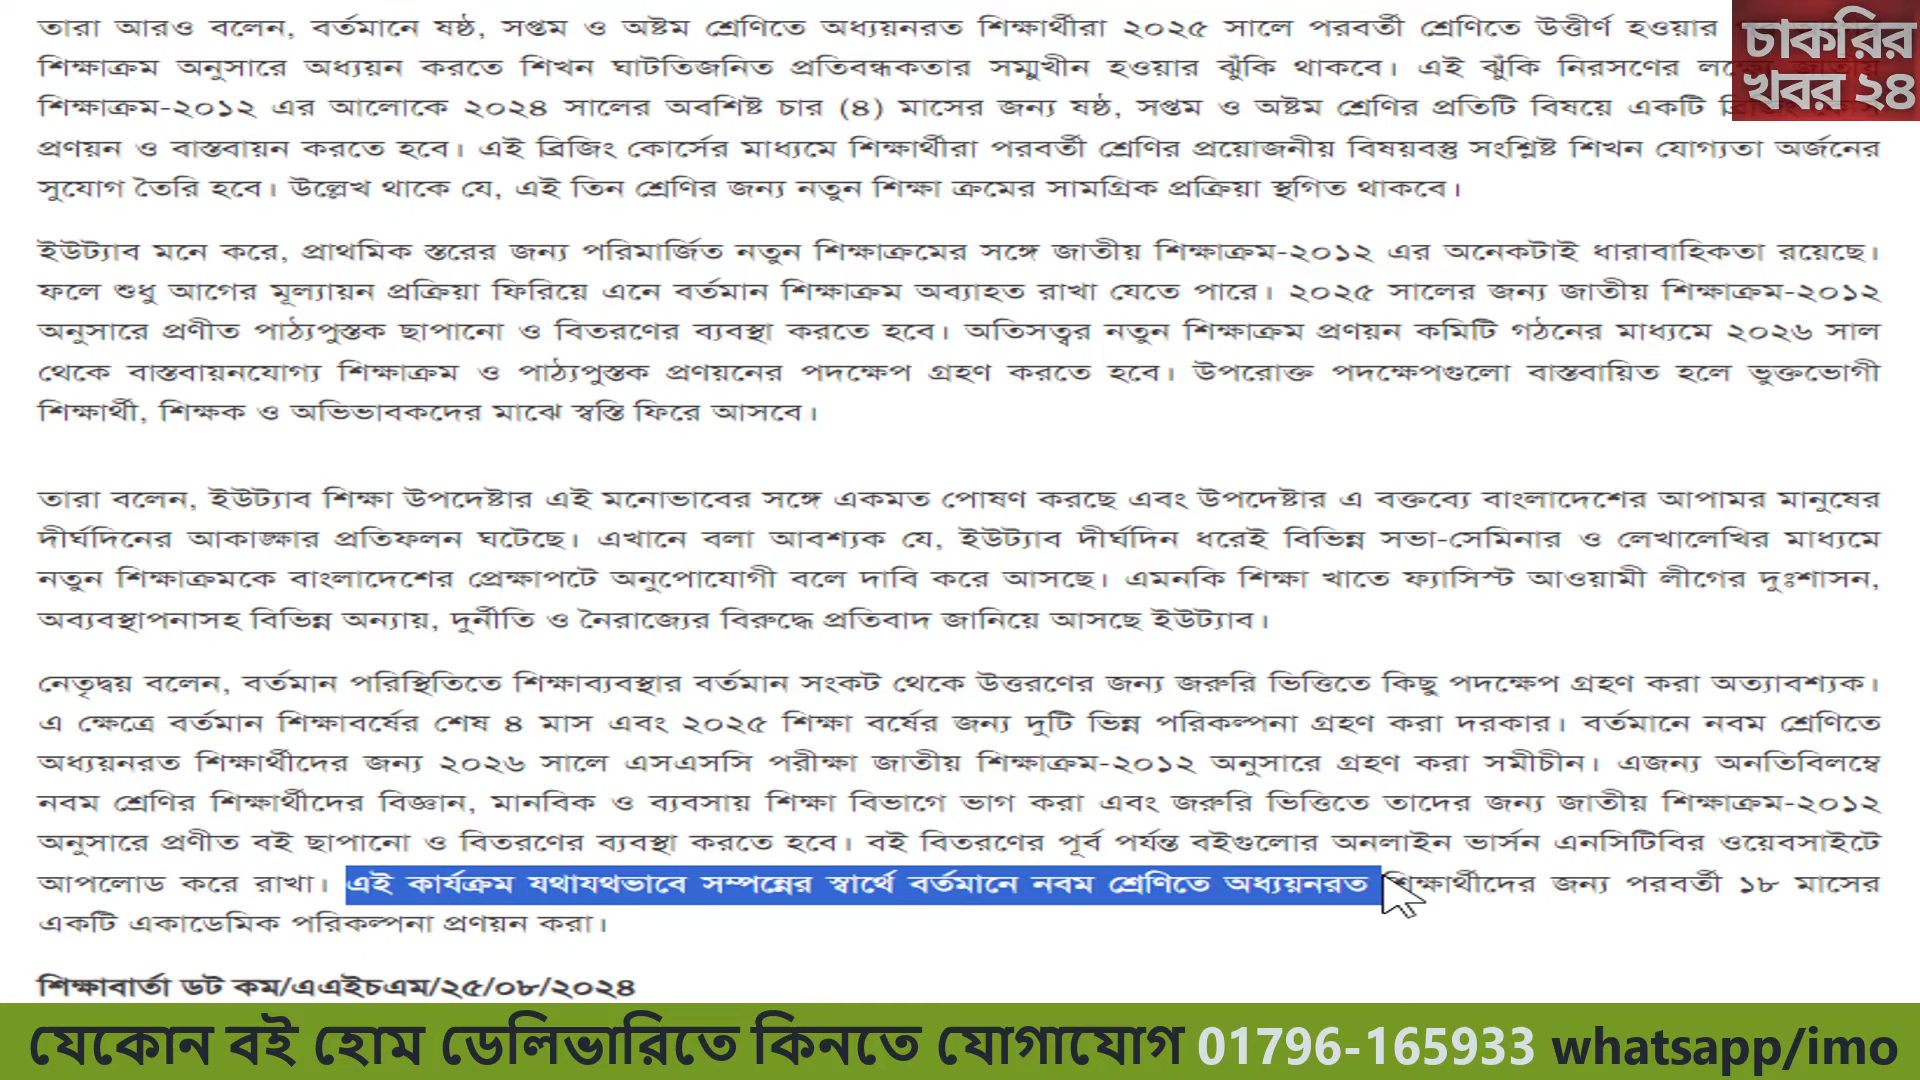 তারা আরও বলেন, বর্তমানে ষষ্ঠ, সপ্তম ও অষ্টম শ্রেণিতে অধ্যয়নরত শিক্ষার্থীরা ২০২৫ সালে পরবর্তী শ্রেণিতে উত্তীর্ণ হওয়ার
শিক্ষাক্রম অনুসারে অধ্যয়ন করতে শিখন ঘাটতিজনিত প্রতিবন্ধকতার সম্মুখীন হওয়ার ঝুঁকি থাকবে। এই ঝুঁকি নিরসণের লক্ষ্যে জাতীয়
শিক্ষাক্রম-২০১২ এর আলোকে ২০২৪ সালের অবশিষ্ট চার (৪) মাসের জন্য ষষ্ঠ, সপ্তম ও অষ্টম শ্রেণির প্রতিটি বিষয়ে একটি
প্রণয়ন ও বাস্তবায়ন করতে হবে। এই ব্রিজিং কোর্সের মাধ্যমে শিক্ষার্থীরা পরবর্তী শ্রেণির প্রয়োজনীয় বিষয়বস্তু সংশ্লিষ্ট শিখন যোগ্যতা অর্জনের
সুযোগ তৈরি হবে। উল্লেখ থাকে যে, এই তিন শ্রেণির জন্য নতুন শিক্ষা ক্রমের সামগ্রিক প্রক্রিয়া স্থগিত থাকবে।
চাকরির
খবর ২৪
ইউট্যাব মনে করে, প্রাথমিক স্তরের জন্য পরিমার্জিত নতুন শিক্ষাক্রমের সঙ্গে জাতীয় শিক্ষাক্রম-২০১২ এর অনেকটাই ধারাবাহিকতা রয়েছে।
ফলে শুধু আগের মূল্যায়ন প্রক্রিয়া ফিরিয়ে এনে বর্তমান শিক্ষাক্রম অব্যাহত রাখা যেতে পারে। ২০২৫ সালের জন্য জাতীয় শিক্ষাক্রম-২০১২
অনুসারে প্রণীত পাঠ্যপুস্তক ছাপানো ও বিতরণের ব্যবস্থা করতে হবে। অতিসত্বর নতুন শিক্ষাক্রম প্রণয়ন কমিটি গঠনের মাধ্যমে ২০২৬ সাল
থেকে বাস্তবায়নযোগ্য শিক্ষাক্রম ও পাঠ্যপুস্তক প্রণয়নের পদক্ষেপ গ্রহণ করতে হবে। উপরোক্ত পদক্ষেপগুলো বাস্তবায়িত হলে ভুক্তভোগী
শিক্ষার্থী, শিক্ষক ও অভিভাবকদের মাঝে স্বস্তি ফিরে আসবে।
তারা বলেন, ইউট্যাব শিক্ষা উপদেষ্টার এই মনোভাবের সঙ্গে একমত পোষণ করছে এবং উপদেষ্টার এ বক্তব্যে বাংলাদেশের আপামর মানুষের
দীর্ঘদিনের আকাঙ্ক্ষার প্রতিফলন ঘটেছে। এখানে বলা আবশ্যক যে, ইউট্যাব দীর্ঘদিন ধরেই বিভিন্ন সভা-সেমিনার ও লেখালেখির মাধ্যমে
নতুন শিক্ষাক্রমকে বাংলাদেশের প্রেক্ষাপটে অনুপোযোগী বলে দাবি করে আসছে। এমনকি শিক্ষা খাতে ফ্যাসিস্ট আওয়ামী লীগের দুঃশাসন,
অব্যবস্থাপনাসহ বিভিন্ন অন্যায়, দুর্নীতি ও নৈরাজ্যের বিরুদ্ধে প্রতিবাদ জানিয়ে আসছে ইউট্যাব।
নেতৃদ্বয় বলেন, বর্তমান পরিস্থিতিতে শিক্ষাব্যবস্থার বর্তমান সংকট থেকে উত্তরণের জন্য জরুরি ভিত্তিতে কিছু পদক্ষেপ গ্রহণ করা অত্যাবশ্যক।
এ ক্ষেত্রে বর্তমান শিক্ষাবর্ষের শেষ ৪ মাস এবং ২০২৫ শিক্ষা বর্ষের জন্য দুটি ভিন্ন পরিকল্পনা গ্রহণ করা দরকার। বর্তমানে নবম শ্রেণিতে
অধ্যয়নরত শিক্ষার্থীদের জন্য ২০২৬ সালে এসএসসি পরীক্ষা জাতীয় শিক্ষাক্রম-২০১২ অনুসারে গ্রহণ করা সমীচীন। এজন্য অনতিবিলম্বে
নবম শ্রেণির শিক্ষার্থীদের বিজ্ঞান, মানবিক ও ব্যবসায় শিক্ষা বিভাগে ভাগ করা এবং জরুরি ভিত্তিতে তাদের জন্য জাতীয় শিক্ষাক্রম-২০১২
অনুসারে প্রণীত বই ছাপানো ও বিতরণের ব্যবস্থা করতে হবে। বই বিতরণের পূর্ব পর্যন্ত বইগুলোর অনলাইন ভার্সন এনসিটিবির ওয়েবসাইটে
আপলোড করে রাখা। এই কার্যক্রম যথাযথভাবে সম্পন্নের স্বার্থে বর্তমানে নবম শ্রেণিতে অধ্যয়নরত শিক্ষার্থীদের জন্য পরবর্তী ১৮ মাসের
একটি একাডেমিক পরিকল্পনা প্রণয়ন করা।
শিক্ষাবার্তা ডট কম/এএইচএম/২৫/০৮/২০২৪
যেকোন বই হোম ডেলিভারিতে কিনতে যোগাযোগ 01796-165933 whatsapp/imo